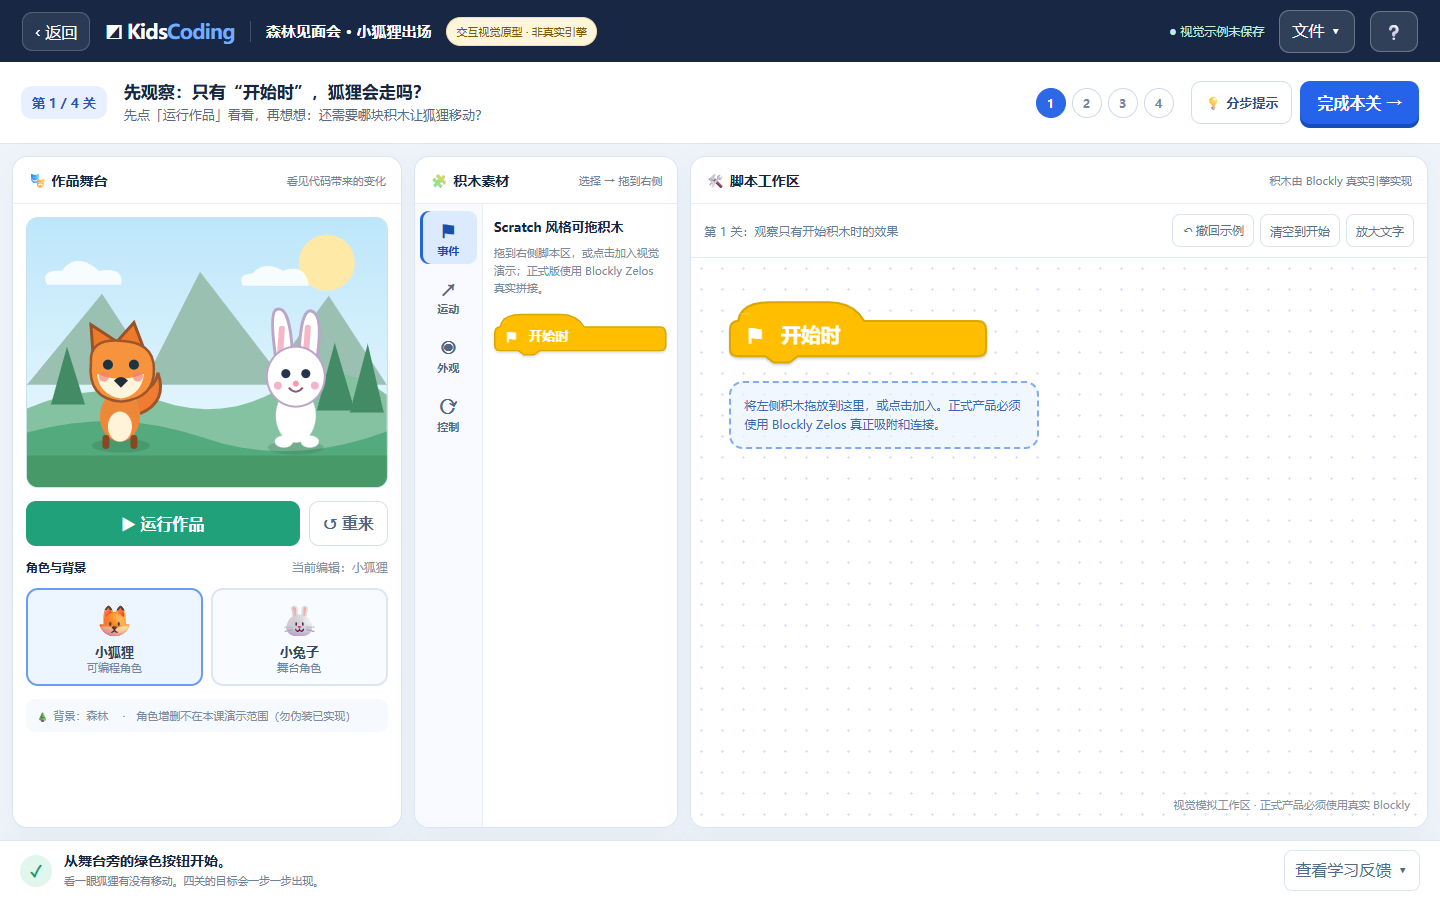 ‹ 返回
KidsCoding
森林见面会 • 小狐狸出场
交互视觉原型 · 非真实引擎
● 视觉示例未保存
文件 ▼
?
第 1 / 4 关
先观察：只有“开始时”，狐狸会走吗？
先点「运行作品」看看，再想想：还需要哪块积木让狐狸移动？
1
2
3
4
💡 分步提示
完成本关 →
🎭 作品舞台
看见代码带来的变化
▶ 运行作品
↺ 重来
角色与背景
当前编辑：小狐狸
小狐狸
可编程角色
小兔子
舞台角色
🌲 背景：森林 · 角色增删不在本课演示范围（勿伪装已实现）
🧩 积木素材
选择 → 拖到右侧
事件
运动
外观
控制
Scratch 风格可拖积木
拖到右侧脚本区，或点击加入视觉
演示；正式版使用 Blockly Zelos
真实拼接。
开始时
🛠 脚本工作区
积木由 Blockly 真实引擎实现
第 1 关：观察只有开始积木时的效果
↶ 撤回示例
清空到开始
放大文字
开始时
将左侧积木拖放到这里，或点击加入。正式产品必须
使用 Blockly Zelos 真正吸附和连接。
视觉模拟工作区 · 正式产品必须使用真实 Blockly
✓
从舞台旁的绿色按钮开始。
看一眼狐狸有没有移动。四关的目标会一步一步出现。
查看学习反馈 ▼